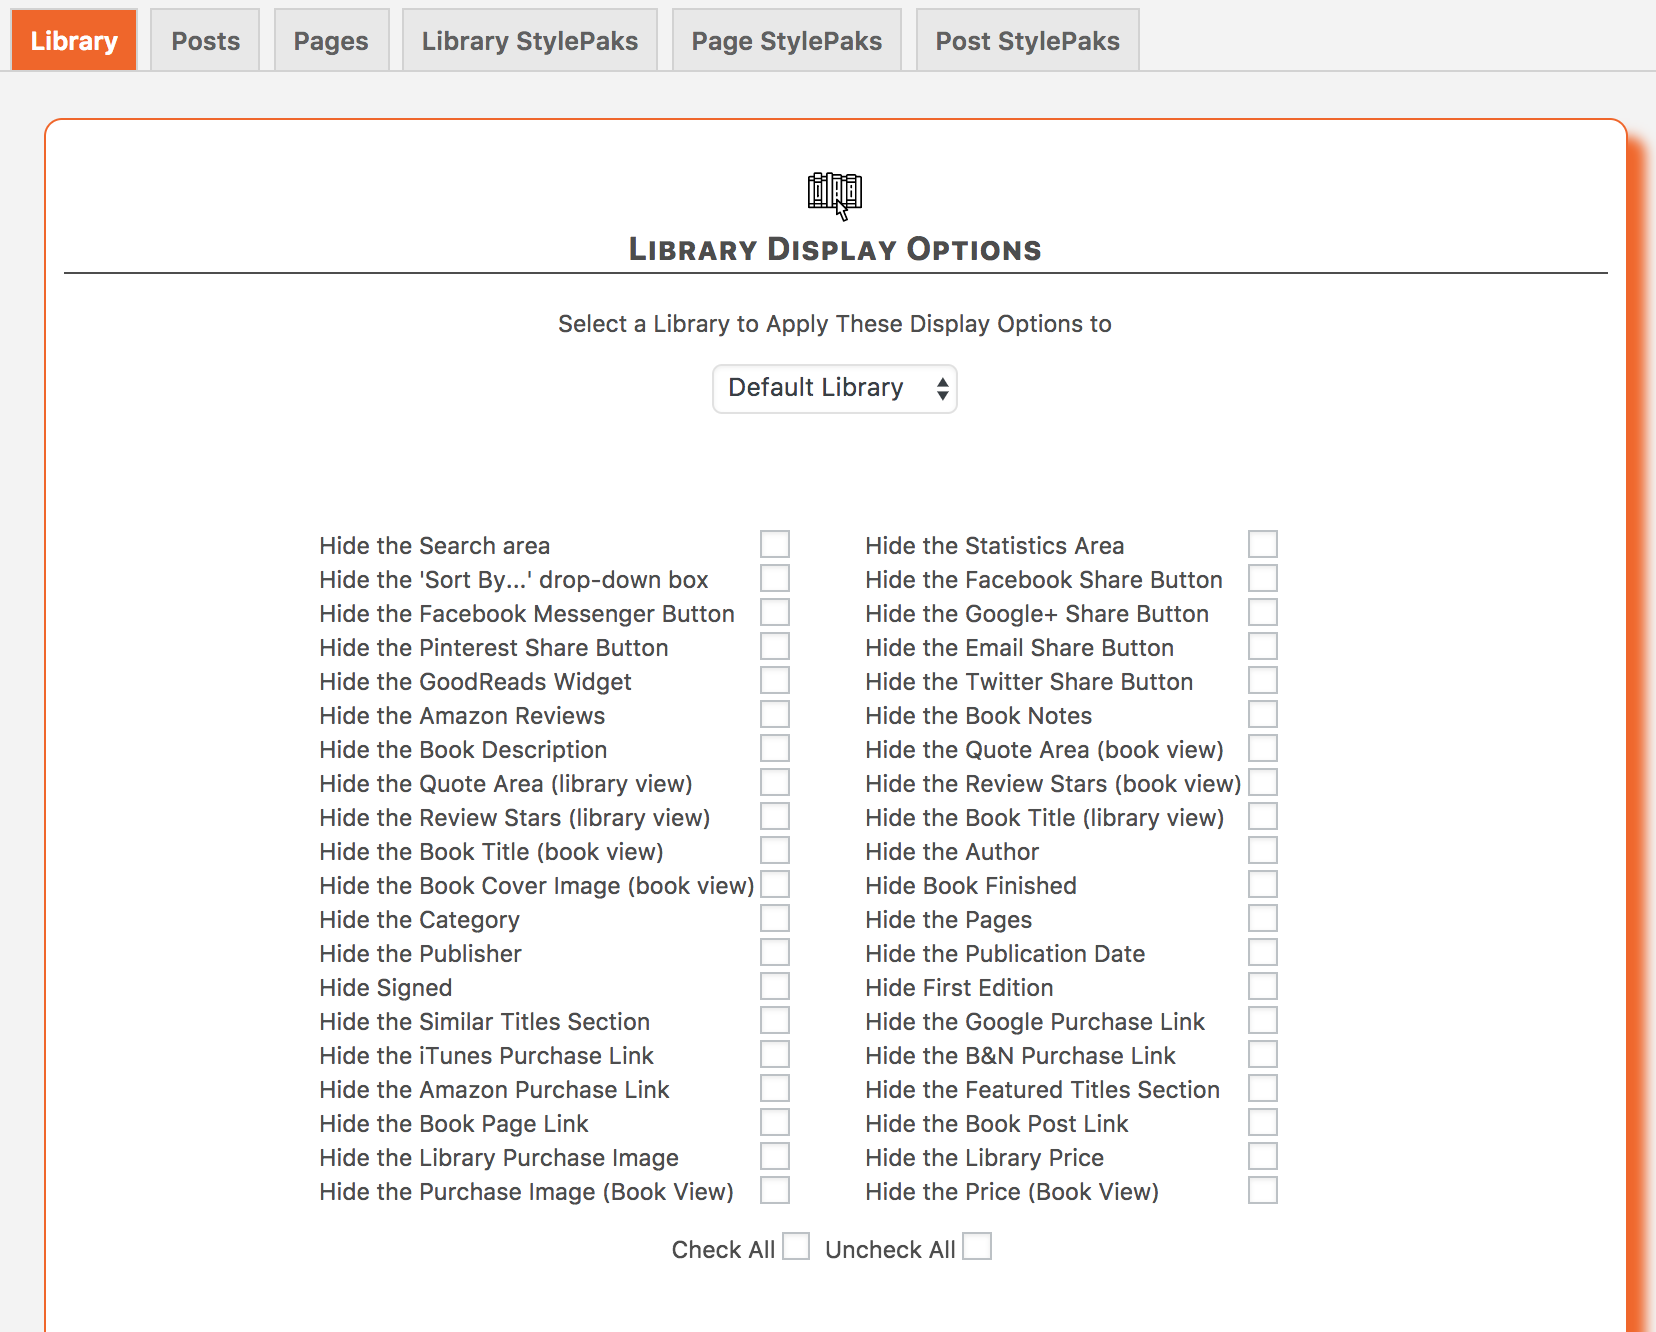 Library Posts Pages Library StylePaks Page StylePaks Post StylePaks
Library Display Options
Select a Library to Apply These Display Options to
Default Library
Hide the Search area Hide the Statistics Area
Hide the 'Sort By...' drop-down box Hide the Facebook Share Button
Hide the Facebook Messenger Button Hide the Google+ Share Button
Hide the Pinterest Share Button Hide the Email Share Button
Hide the GoodReads Widget Hide the Twitter Share Button
Hide the Amazon Reviews Hide the Book Notes
Hide the Book Description Hide the Quote Area (book view)
Hide the Quote Area (library view) Hide the Review Stars (book view)
Hide the Review Stars (library view) Hide the Book Title (library view)
Hide the Book Title (book view) Hide the Author
Hide the Book Cover Image (book view) Hide Book Finished
Hide the Category Hide the Pages
Hide the Publisher Hide the Publication Date
Hide Signed Hide First Edition
Hide the Similar Titles Section Hide the Google Purchase Link
Hide the iTunes Purchase Link Hide the B&N Purchase Link
Hide the Amazon Purchase Link Hide the Featured Titles Section
Hide the Book Page Link Hide the Book Post Link
Hide the Library Purchase Image Hide the Library Price
Hide the Purchase Image (Book View) Hide the Price (Book View)
Check All Uncheck All